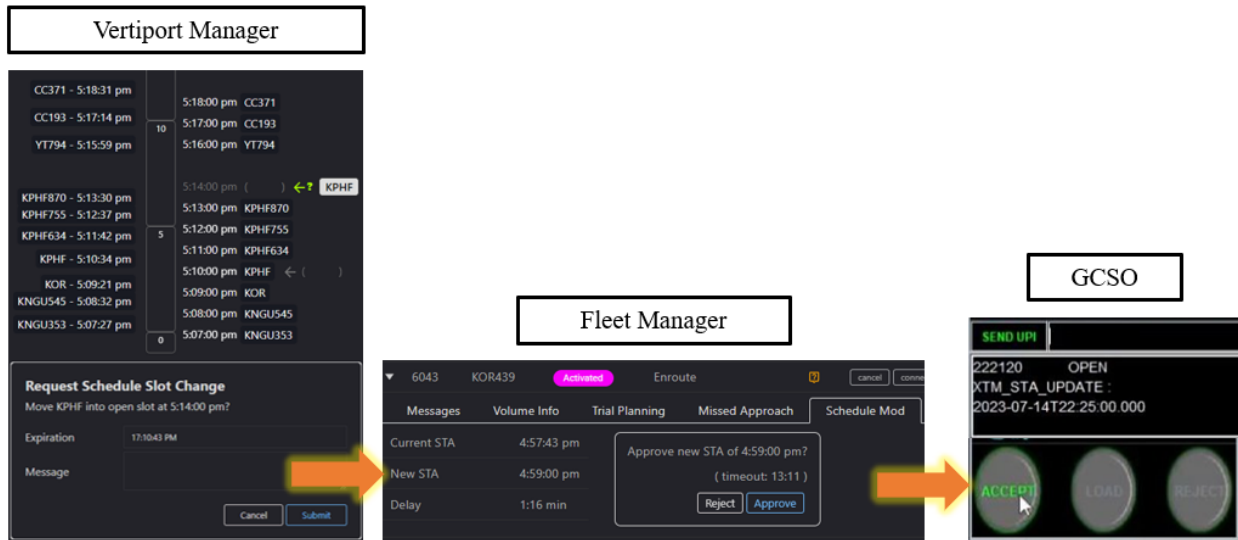 Vertiport Manager
CC371 - 5:18:31 pm
CC193 - 5:17:14 pm
YT794 - 5:15:59 pm
KPHF870 - 5:13:30 pm
KPHF755 - 5:12:37 pm
KPHF634 - 5:11:42 pm
KPHF - 5:10:34 pm
KOR - 5:09:21 pm
KNGU545 - 5:08:32 pm
KNGU353 - 5:07:27 pm
10
5
0
5:18:00 pm CC371
5:17:00 pm CC193
5:16:00 pm YT794
5:14:00 pm ( ) ←? KPHF
5:13:00 pm KPHF870
5:12:00 pm KPHF755
5:11:00 pm KPHF634
5:10:00 pm KPHF ← ( )
5:09:00 pm KOR
5:08:00 pm KNGU545
5:07:00 pm KNGU353
Request Schedule Slot Change
Move KPHF into open slot at 5:14:00 pm?
Expiration 17:10:43 PM
Message
Cancel Submit
Fleet Manager
6043 KOR439 Activated Enroute cancel conne
Messages Volume Info Trial Planning Missed Approach Schedule Mod
Current STA 4:57:43 pm
New STA 4:59:00 pm
Delay 1:16 min
Approve new STA of 4:59:00 pm?
( timeout: 13:11 )
Reject Approve
GCSO
SEND UPI
222120 OPEN
XTM_STA_UPDATE :
2023-07-14T22:25:00.000
ACCEPT LOAD REJECT